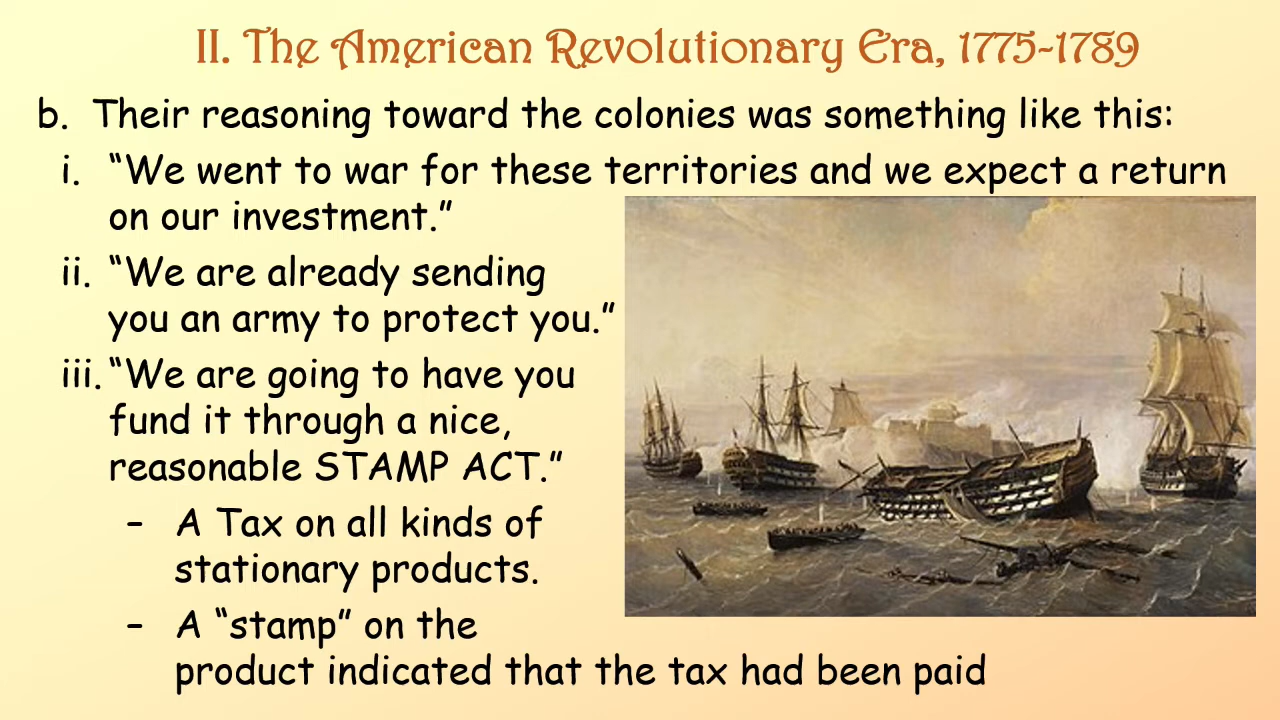 II. The American Revolutionary Era, 1775-1789
b. Their reasoning toward the colonies was something like this:
i. “We went to war for these territories and we expect a return
on our investment.”
ii. “We are already sending
you an army to protect you.”
iii. “We are going to have you
fund it through a nice,
reasonable STAMP ACT.”
– A Tax on all kinds of
stationary products.
– A “stamp” on the
product indicated that the tax had been paid